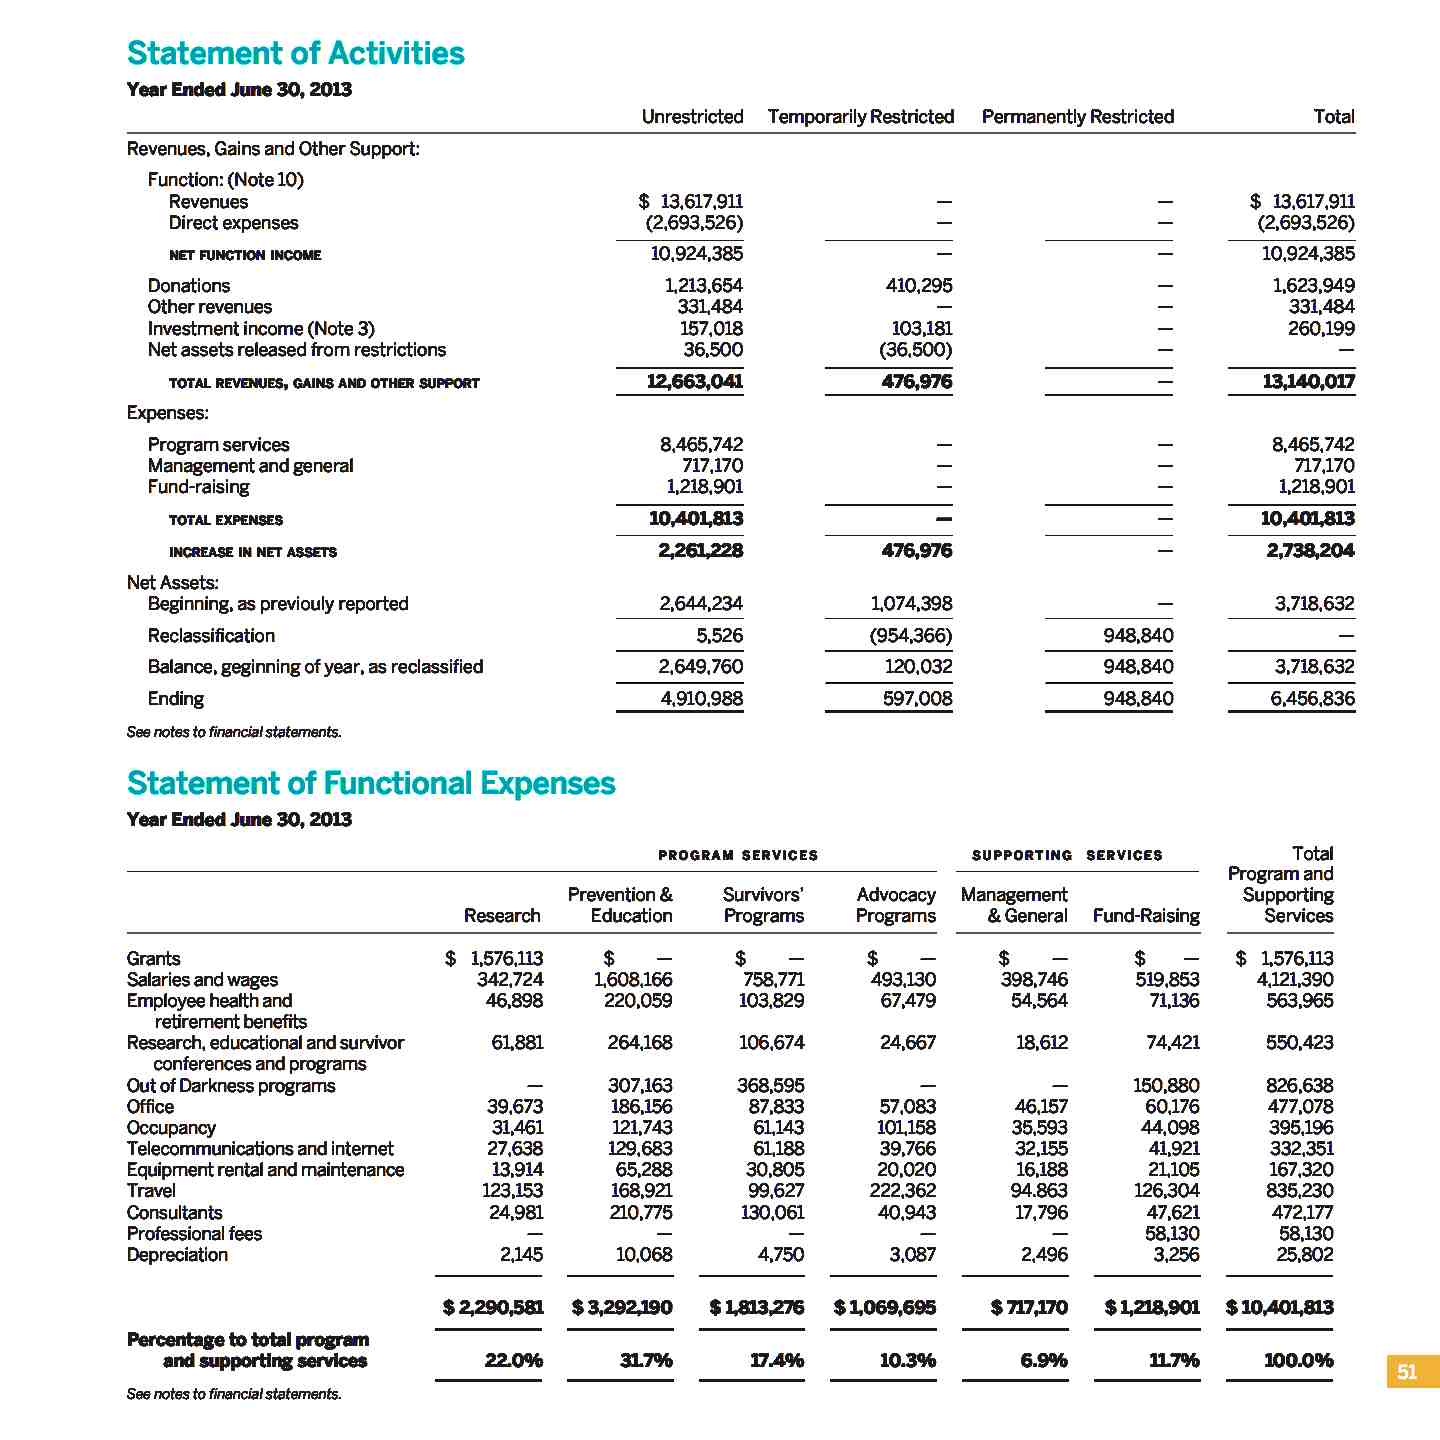 Statement of Activities
Year Ended June 30, 2013
Unrestricted Temporarily Restricted Permanently Restricted Total
Revenues, Gains and Other Support:
Function: (Note 10)
Revenues $ 13,617,911 — — $ 13,617,911
Direct expenses (2,693,526) — — (2,693,526)
NET FUNCTION INCOME 10,924,385 — — 10,924,385
Donations 1,213,654 410,295 — 1,623,949
Other revenues 331,484 — — 331,484
Investment income (Note 3) 157,018 103,181 — 260,199
Net assets released from restrictions 36,500 (36,500) — —
TOTAL REVENUES, GAINS AND OTHER SUPPORT 12,663,041 476,976 — 13,140,017
Expenses:
Program services 8,465,742 — — 8,465,742
Management and general 717,170 — — 717,170
Fund-raising 1,218,901 — — 1,218,901
TOTAL EXPENSES 10,401,813 — — 10,401,813
INCREASE IN NET ASSETS 2,261,228 476,976 — 2,738,204
Net Assets:
Beginning, as previouly reported 2,644,234 1,074,398 — 3,718,632
Reclassification 5,526 (954,366) 948,840 —
Balance, geginning of year, as reclassified 2,649,760 120,032 948,840 3,718,632
Ending 4,910,988 597,008 948,840 6,456,836
See notes to financial statements.
Statement of Functional Expenses
Year Ended June 30, 2013
PROGRAM SERVICES SUPPORTING SERVICES Total
Program and
Prevention & Survivors' Advocacy Management Supporting
Research Education Programs Programs & General Fund-Raising Services
Grants $ 1,576,113 $ — $ — $ — $ — $ — $ 1,576,113
Salaries and wages 342,724 1,608,166 758,771 493,130 398,746 519,853 4,121,390
Employee health and 46,898 220,059 103,829 67,479 54,564 71,136 563,965
retirement benefits
Research, educational and survivor 61,881 264,168 106,674 24,667 18,612 74,421 550,423
conferences and programs
Out of Darkness programs — 307,163 368,595 — — 150,880 826,638
Office 39,673 186,156 87,833 57,083 46,157 60,176 477,078
Occupancy 31,461 121,743 61,143 101,158 35,593 44,098 395,196
Telecommunications and internet 27,638 129,683 61,188 39,766 32,155 41,921 332,351
Equipment rental and maintenance 13,914 65,288 30,805 20,020 16,188 21,105 167,320
Travel 123,153 168,921 99,627 222,362 94.863 126,304 835,230
Consultants 24,981 210,775 130,061 40,943 17,796 47,621 472,177
Professional fees — — — — — 58,130 58,130
Depreciation 2,145 10,068 4,750 3,087 2,496 3,256 25,802
$ 2,290,581 $ 3,292,190 $ 1,813,276 $ 1,069,695 $ 717,170 $ 1,218,901 $ 10,401,813
Percentage to total program
and supporting services 22.0% 31.7% 17.4% 10.3% 6.9% 11.7% 100.0%
51
See notes to financial statements.